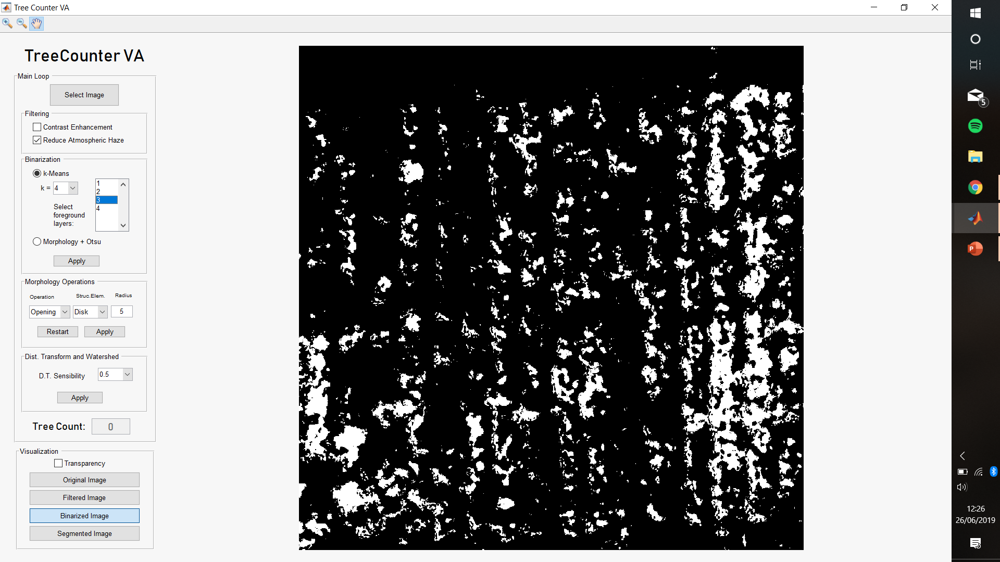 Tree Counter VA
TreeCounter VA
Main Loop
Select Image
Filtering
Contrast Enhancement
Reduce Atmospheric Haze
Binarization
k-Means
k = 4
1
2
3
4
Select
foreground
layers:
Morphology + Otsu
Apply
Morphology Operations
Operation Struc.Elem. Radius
Opening Disk 5
Restart Apply
Dist. Transform and Watershed
D.T. Sensibility 0.5
Apply
Tree Count: 0
Visualization
Transparency
Original Image
Filtered Image
Binarized Image
Segmented Image
5
P
12:26
26/06/2019